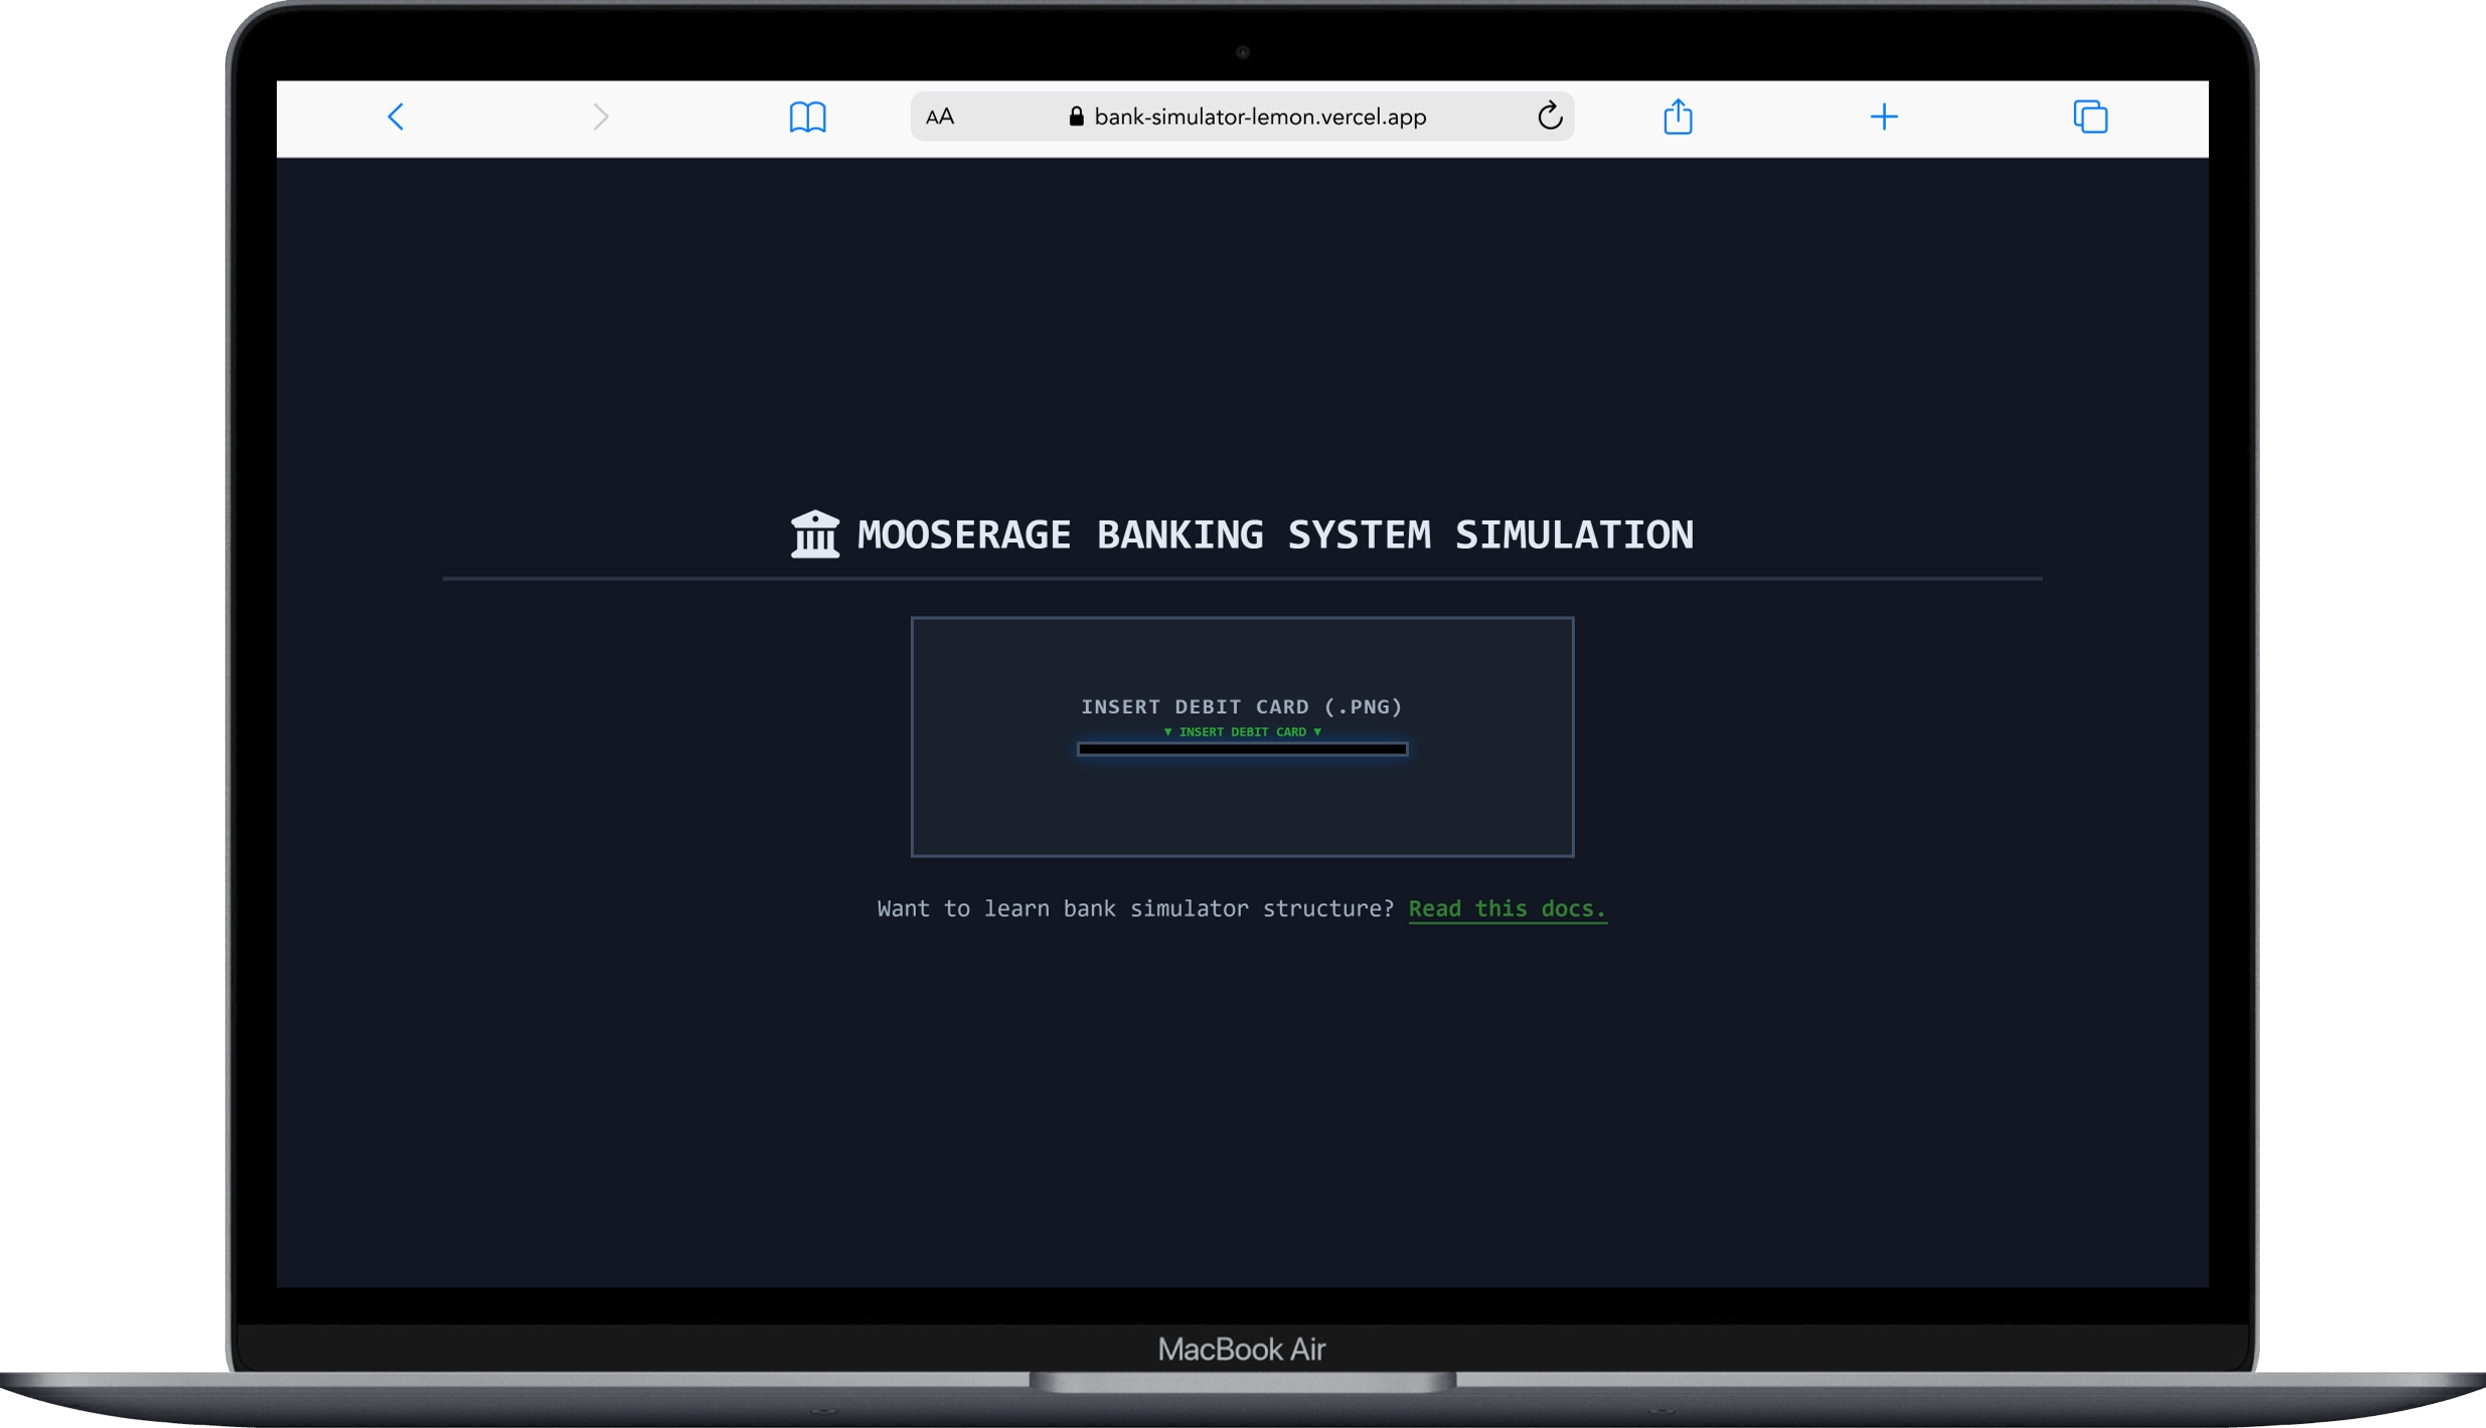 AA bank-simulator-lemon.vercel.app
MOOSERAGE BANKING SYSTEM SIMULATION
INSERT DEBIT CARD (.PNG)
▼ INSERT DEBIT CARD ▼
Want to learn bank simulator structure? Read this docs.
MacBook Air